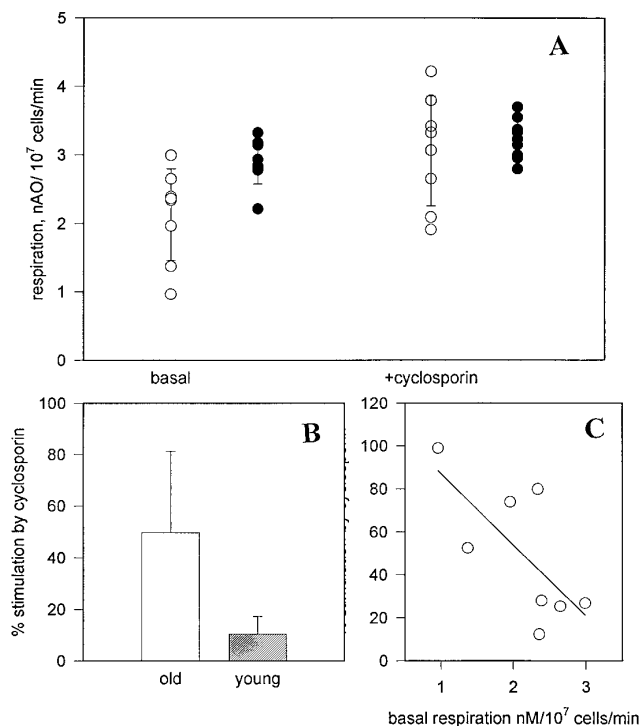 A
respiration, nAO/ 10⁷ cells/min
5
4
3
2
1
0
basal
+cyclosporin
B
% stimulation by cyclosporin
100
80
60
40
20
0
old
young
C
120
100
80
60
40
20
0
1
2
3
basal respiration nM/10⁷ cells/min